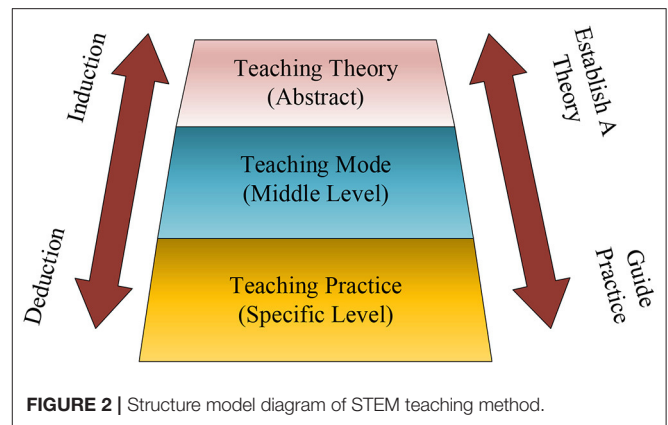 Induction
Deduction
Teaching Theory
(Abstract)
Teaching Mode
(Middle Level)
Teaching Practice
(Specific Level)
Establish A
Theory
Guide
Practice
FIGURE 2 | Structure model diagram of STEM teaching method.